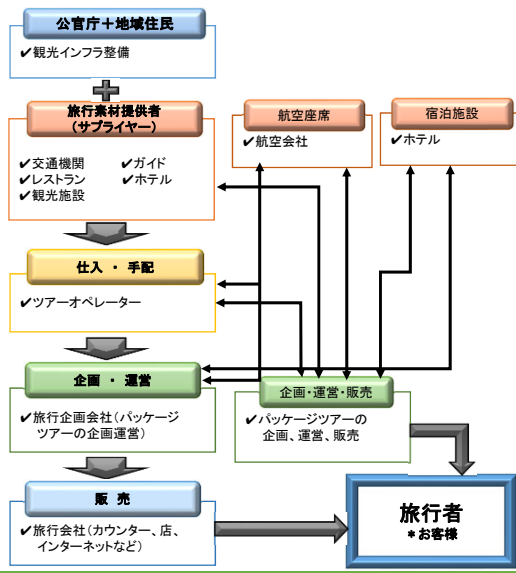 公官庁＋地域住民
✔観光インフラ整備
旅行素材提供者
（サプライヤー）
✔交通機関 ✔ガイド
✔レストラン ✔ホテル
✔観光施設
航空座席
✔航空会社
宿泊施設
✔ホテル
仕入 ・ 手配
✔ツアーオペレーター
企画 ・ 運営
✔旅行企画会社（パッケージ
ツアーの企画運営）
企画・運営・販売
✔パッケージツアーの
企画、運営、販売
販 売
✔旅行会社（カウンター、店、
インターネットなど）
旅行者
＊お客様